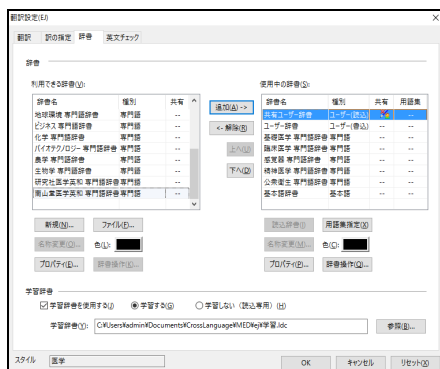 翻訳設定(EJ)
翻訳 訳の指定 辞書 英文チェック
辞書
利用できる辞書(V):
辞書名 種別 共有
地球環境 専門語辞書 専門語 --
ビジネス 専門語辞書 専門語 --
化学 専門語辞書 専門語 --
バイオテクノロジー 専門語辞書 専門語 --
農学 専門語辞書 専門語 --
生物学 専門語辞書 専門語 --
研究社医学英和 専門語辞書 専門語 --
南山堂医学英和 専門語辞書 専門語 --
追加(A) ->
<- 解除(R)
上へ(U)
下へ(D)
使用中の辞書(S):
辞書名 種別 共有 用語集
共有ユーザー辞書 ユーザー(読込) --
ユーザー辞書 ユーザー(書込) -- --
基礎医学 専門語辞書 専門語 -- --
臨床医学 専門語辞書 専門語 -- --
感覚器 専門語辞書 専門語 -- --
精神医学 専門語辞書 専門語 -- --
公衆衛生 専門語辞書 専門語 -- --
基本語辞書 基本語 -- --
新規(N)... ファイル(F)...
名称変更(O)... 色(L):
プロパティ(E)... 辞書操作(K)...
読込辞書(I) 用語集指定(X)
名称変更(M)... 色(C):
プロパティ(P)... 辞書操作(Q)...
学習辞書
学習辞書を使用する(J) 学習する(G) 学習しない（読込専用）(H)
学習辞書(Y): C:¥Users¥admin¥Documents¥CrossLanguage¥MED¥ej¥学習.ldc 参照(B)...
スタイル 医学 OK キャンセル リセット(X)